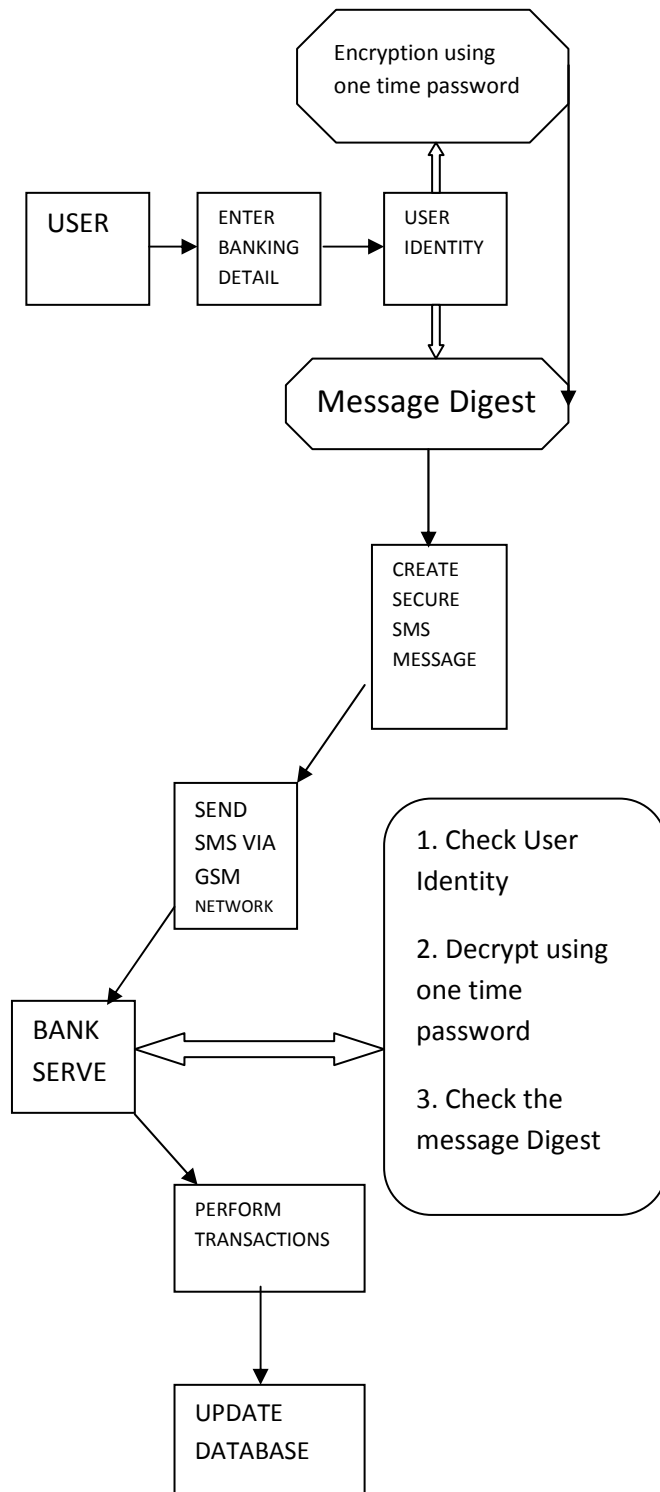 Encryption using
one time password
USER
ENTER
BANKING
DETAIL
USER
IDENTITY
Message Digest
CREATE
SECURE
SMS
MESSAGE
SEND
SMS VIA
GSM
NETWORK
1. Check User
Identity
2. Decrypt using
one time
password
3. Check the
message Digest
BANK
SERVE
PERFORM
TRANSACTIONS
UPDATE
DATABASE